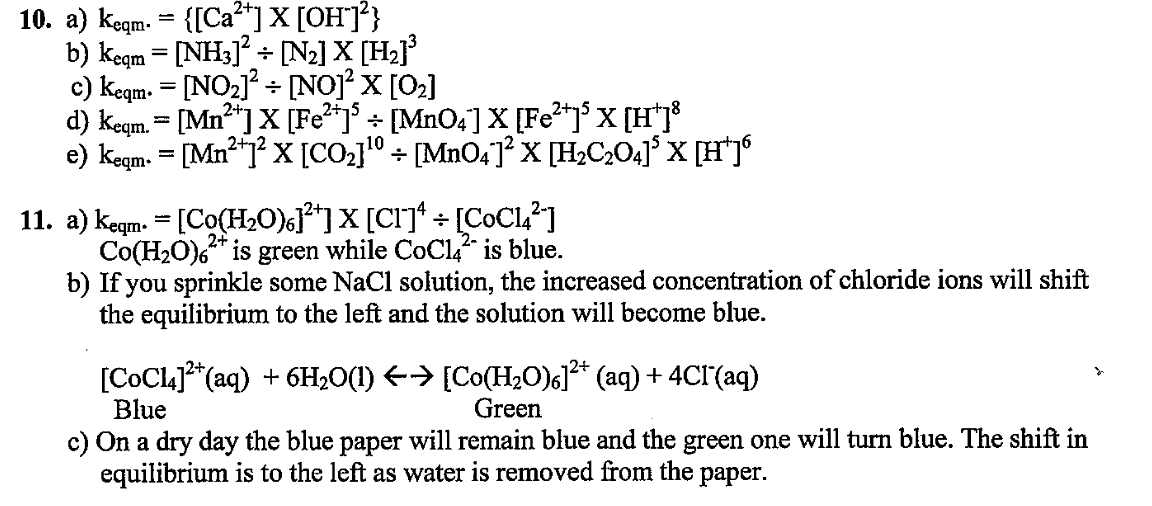 10. a) k_eqm. = {[Ca²⁺] X [OH⁻]²}
b) k_eqm = [NH₃]² ÷ [N₂] X [H₂]³
c) k_eqm. = [NO₂]² ÷ [NO]² X [O₂]
d) k_eqm. = [Mn²⁺] X [Fe²⁺]⁵ ÷ [MnO₄⁻] X [Fe²⁺]⁵ X [H⁺]⁸
e) k_eqm. = [Mn²⁺]² X [CO₂]¹⁰ ÷ [MnO₄⁻]² X [H₂C₂O₄]⁵ X [H⁺]⁶
11. a) k_eqm. = [Co(H₂O)₆]²⁺] X [Cl⁻]⁴ ÷ [CoCl₄²⁻]
Co(H₂O)₆²⁺ is green while CoCl₄²⁻ is blue.
b) If you sprinkle some NaCl solution, the increased concentration of chloride ions will shift
the equilibrium to the left and the solution will become blue.
[CoCl₄]²⁺(aq) + 6H₂O(l) ←→ [Co(H₂O)₆]²⁺ (aq) + 4Cl⁻(aq)
Blue Green
c) On a dry day the blue paper will remain blue and the green one will turn blue. The shift in
equilibrium is to the left as water is removed from the paper.